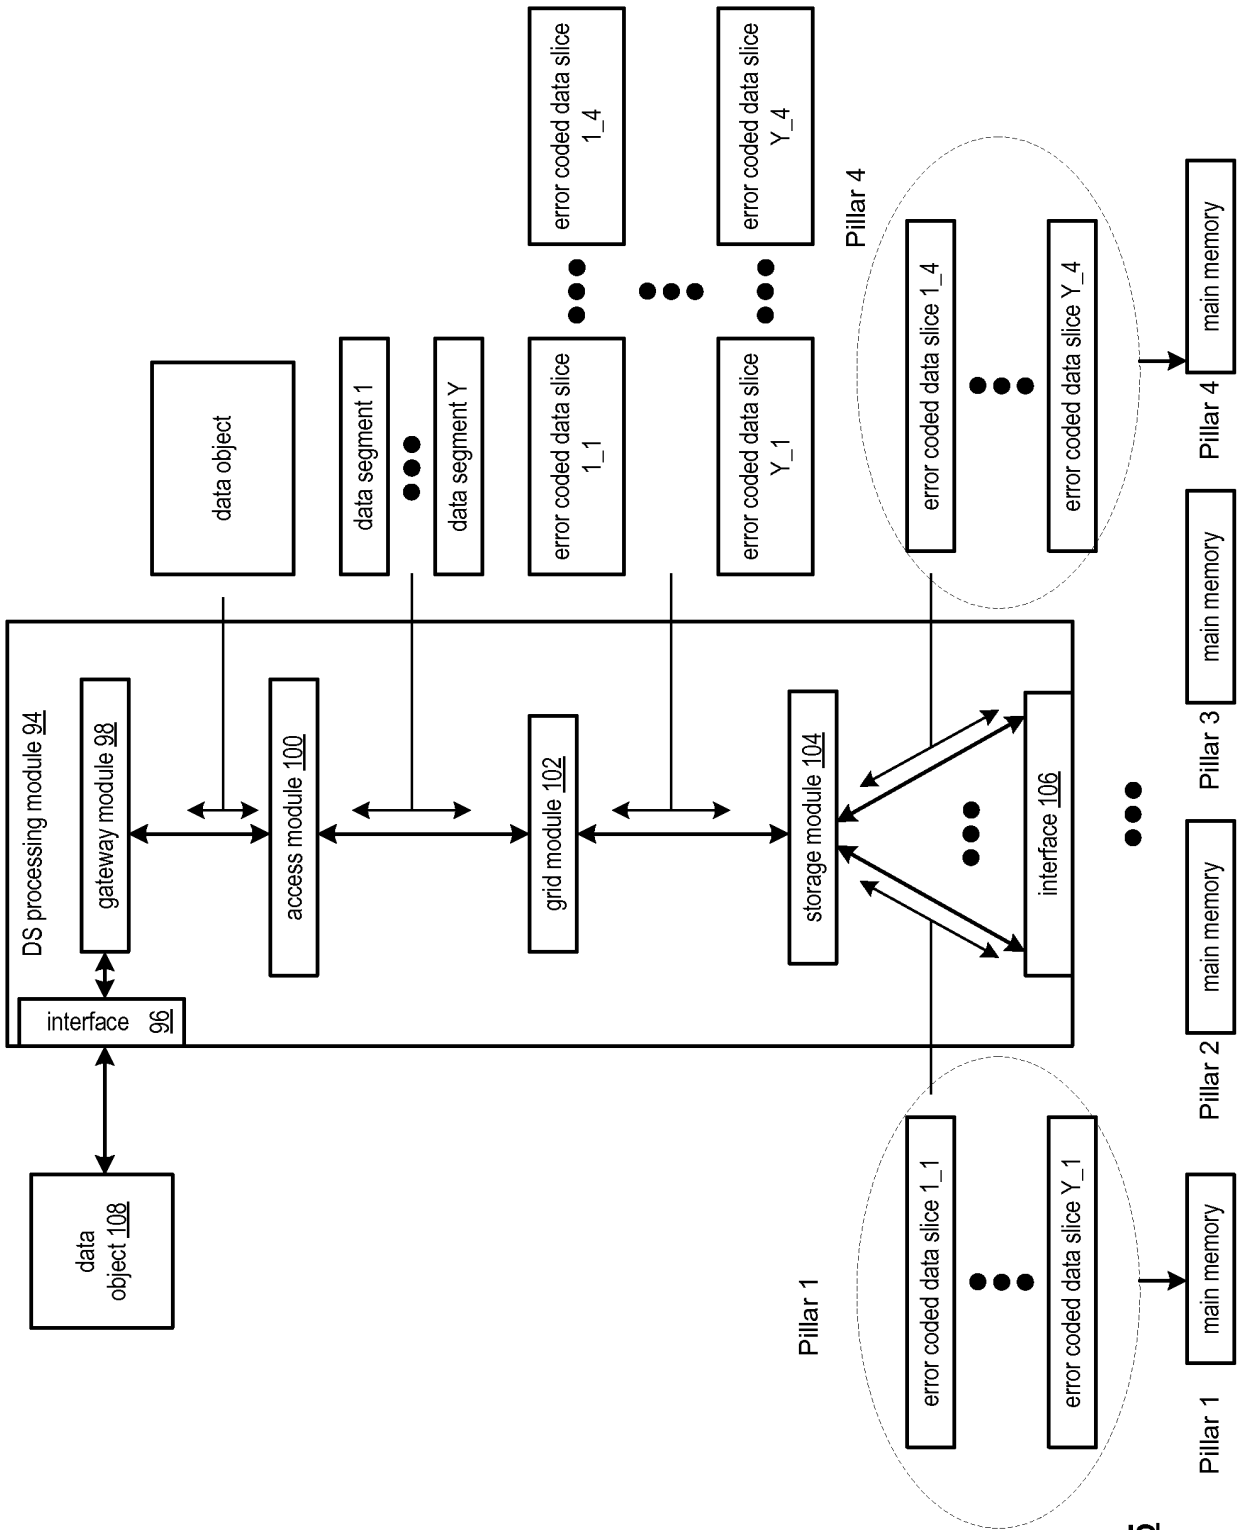 DS processing module 94
data
object 108
interface 96
gateway module 98
data object
access module 100
data segment 1
data segment Y
grid module 102
error coded data slice
1_1
error coded data slice
1_4
error coded data slice
Y_1
error coded data slice
Y_4
storage module 104
Pillar 1
error coded data slice 1_1
error coded data slice Y_1
Pillar 4
error coded data slice 1_4
error coded data slice Y_4
interface 106
Pillar 1
main memory
Pillar 2
main memory
Pillar 3
main memory
Pillar 4
main memory